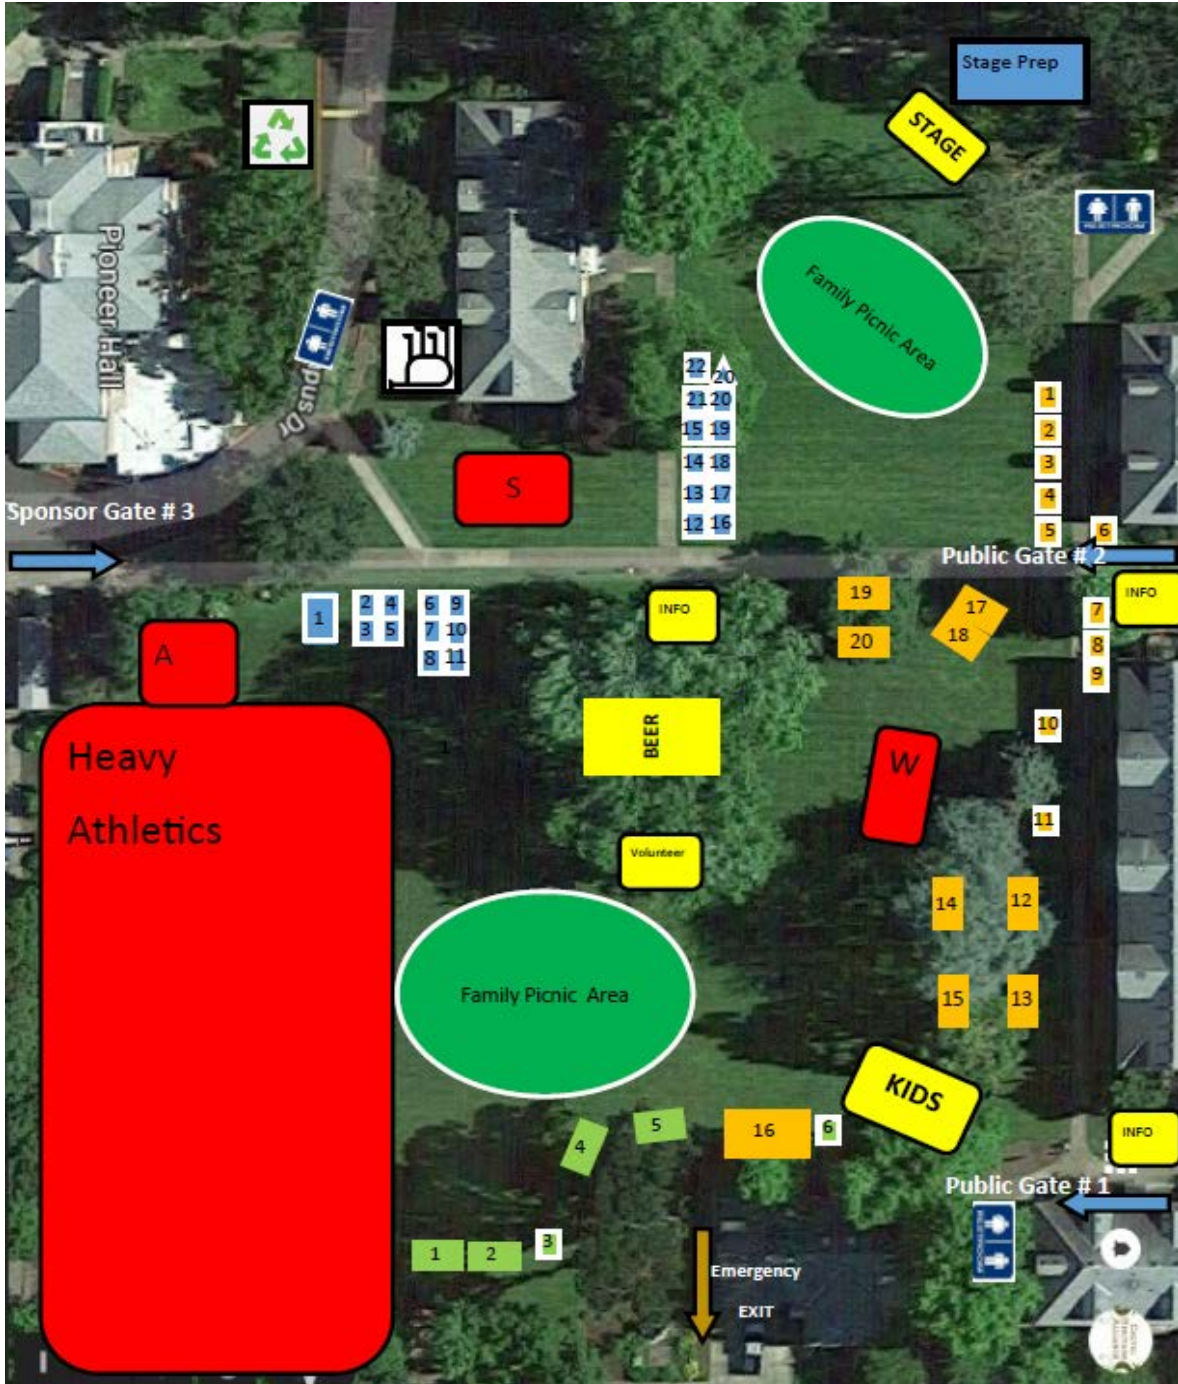 Stage Prep
STAGE
Pioneer Hall
Family Picnic Area
22
20
21 20
15 19
14 18
13 17
12 16
1
2
3
4
5
6
S
Sponsor Gate # 3
Public Gate # 2
INFO
INFO
1
2 4
3 5
6 9
7 10
8 11
19
20
17
18
7
8
9
A
Heavy
Athletics
BEER
W
10
11
Volunteer
14
12
15
13
Family Picnic Area
KIDS
16
6
5
4
INFO
Public Gate # 1
1
2
3
Emergency
EXIT